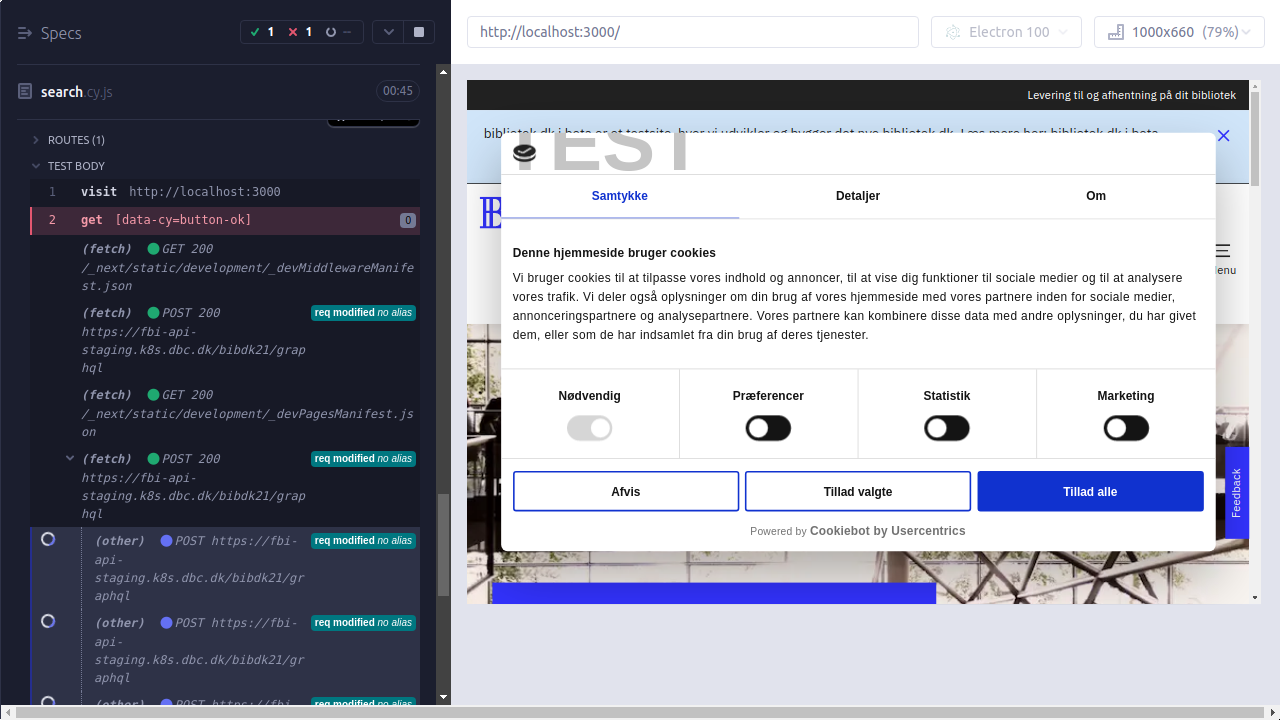 Specs
1
1
--
search.cy.js
00:45
ROUTES (1)
TEST BODY
1 visit http://localhost:3000
2 get [data-cy=button-ok] 0
(fetch) GET 200
/_next/static/development/_devMiddlewareManife
st.json
(fetch) POST 200 req modified no alias
https://fbi-api-
staging.k8s.dbc.dk/bibdk21/grap
hql
(fetch) GET 200
/_next/static/development/_devPagesManifest.js
on
(fetch) POST 200 req modified no alias
https://fbi-api-
staging.k8s.dbc.dk/bibdk21/grap
hql
(other) POST https://fbi- req modified no alias
api-
staging.k8s.dbc.dk/bibdk21/gr
aphql
(other) POST https://fbi- req modified no alias
api-
staging.k8s.dbc.dk/bibdk21/gr
aphql
(other) POST https://fbi- req modified no alias
http://localhost:3000/
Electron 100
1000x660 (79%)
Levering til og afhentning på dit bibliotek
bibliotek.dk i beta er et testsite, hvor vi udvikler og bygger det nye bibliotek.dk. Læs mere her: bibliotek.dk i beta
TEST
Samtykke
Detaljer
Om
Denne hjemmeside bruger cookies
Vi bruger cookies til at tilpasse vores indhold og annoncer, til at vise dig funktioner til sociale medier og til at analysere
vores trafik. Vi deler også oplysninger om din brug af vores hjemmeside med vores partnere inden for sociale medier,
annonceringspartnere og analysepartnere. Vores partnere kan kombinere disse data med andre oplysninger, du har givet
dem, eller som de har indsamlet fra din brug af deres tjenester.
Nødvendig
Præferencer
Statistik
Marketing
Afvis
Tillad valgte
Tillad alle
Powered by Cookiebot by Usercentrics
Feedback